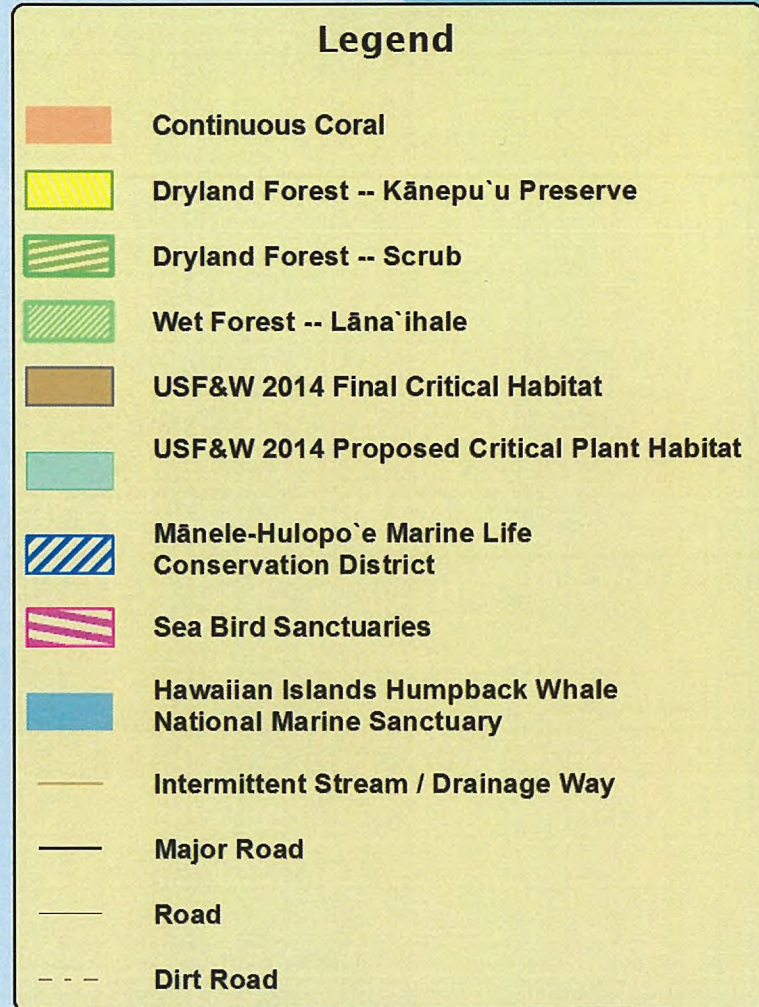 Legend
Continuous Coral
Dryland Forest -- Kānepu`u Preserve
Dryland Forest -- Scrub
Wet Forest -- Lāna`ihale
USF&W 2014 Final Critical Habitat
USF&W 2014 Proposed Critical Plant Habitat
Mānele-Hulopo`e Marine Life
Conservation District
Sea Bird Sanctuaries
Hawaiian Islands Humpback Whale
National Marine Sanctuary
Intermittent Stream / Drainage Way
Major Road
Road
Dirt Road